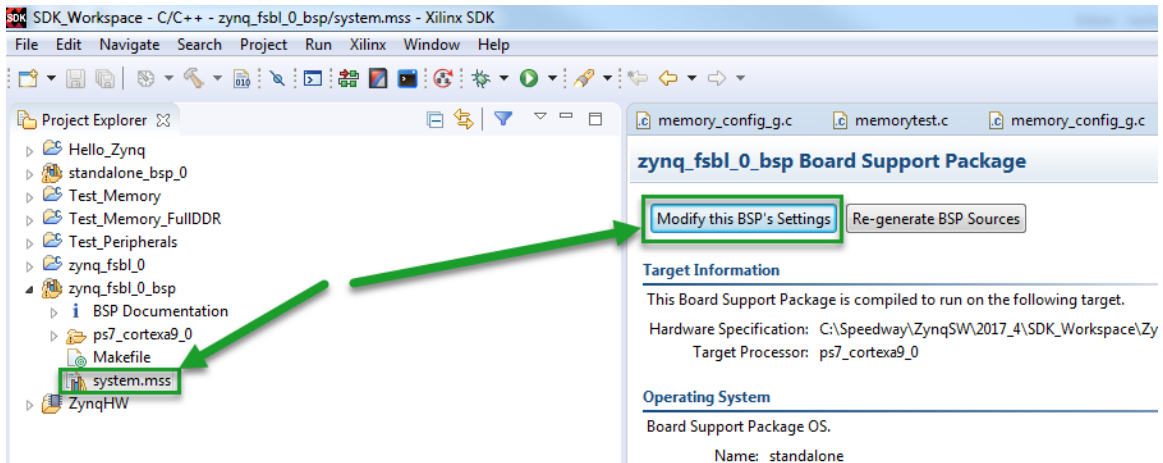 SDK SDK_Workspace - C/C++ - zynq_fsbl_0_bsp/system.mss - Xilinx SDK
File Edit Navigate Search Project Run Xilinx Window Help
010
Project Explorer
Hello_Zynq
standalone_bsp_0
Test_Memory
Test_Memory_FullDDR
Test_Peripherals
zynq_fsbl_0
zynq_fsbl_0_bsp
i BSP Documentation
ps7_cortexa9_0
Makefile
system.mss
ZynqHW
.c memory_config_g.c .c memorytest.c .c memory_config_g.c
zynq_fsbl_0_bsp Board Support Package
Modify this BSP's Settings Re-generate BSP Sources
Target Information
This Board Support Package is compiled to run on the following target.
Hardware Specification: C:\Speedway\ZynqSW\2017_4\SDK_Workspace\Zy
Target Processor: ps7_cortexa9_0
Operating System
Board Support Package OS.
Name: standalone